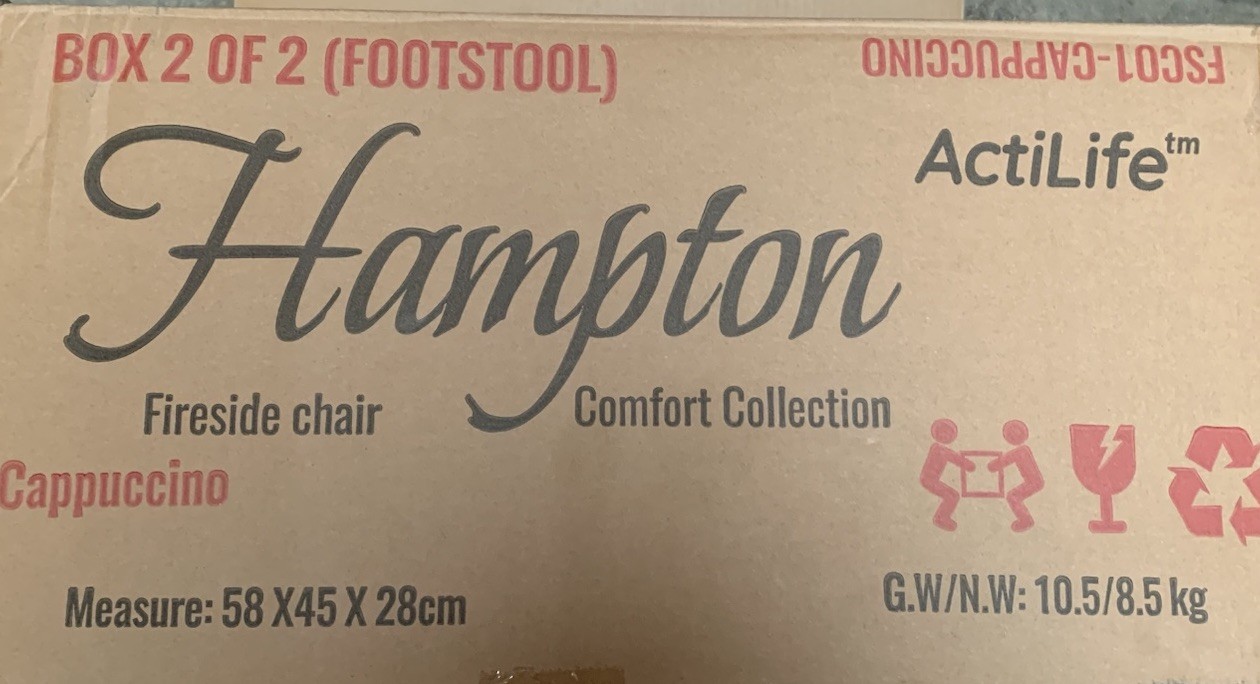 BOX 2 OF 2 (FOOTSTOOL)
FSC01-CAPPUCCINO
ActiLife™
Hampton
Fireside chair
Comfort Collection
Cappuccino
Measure: 58 X45 X 28cm
G.W/N.W: 10.5/8.5 kg